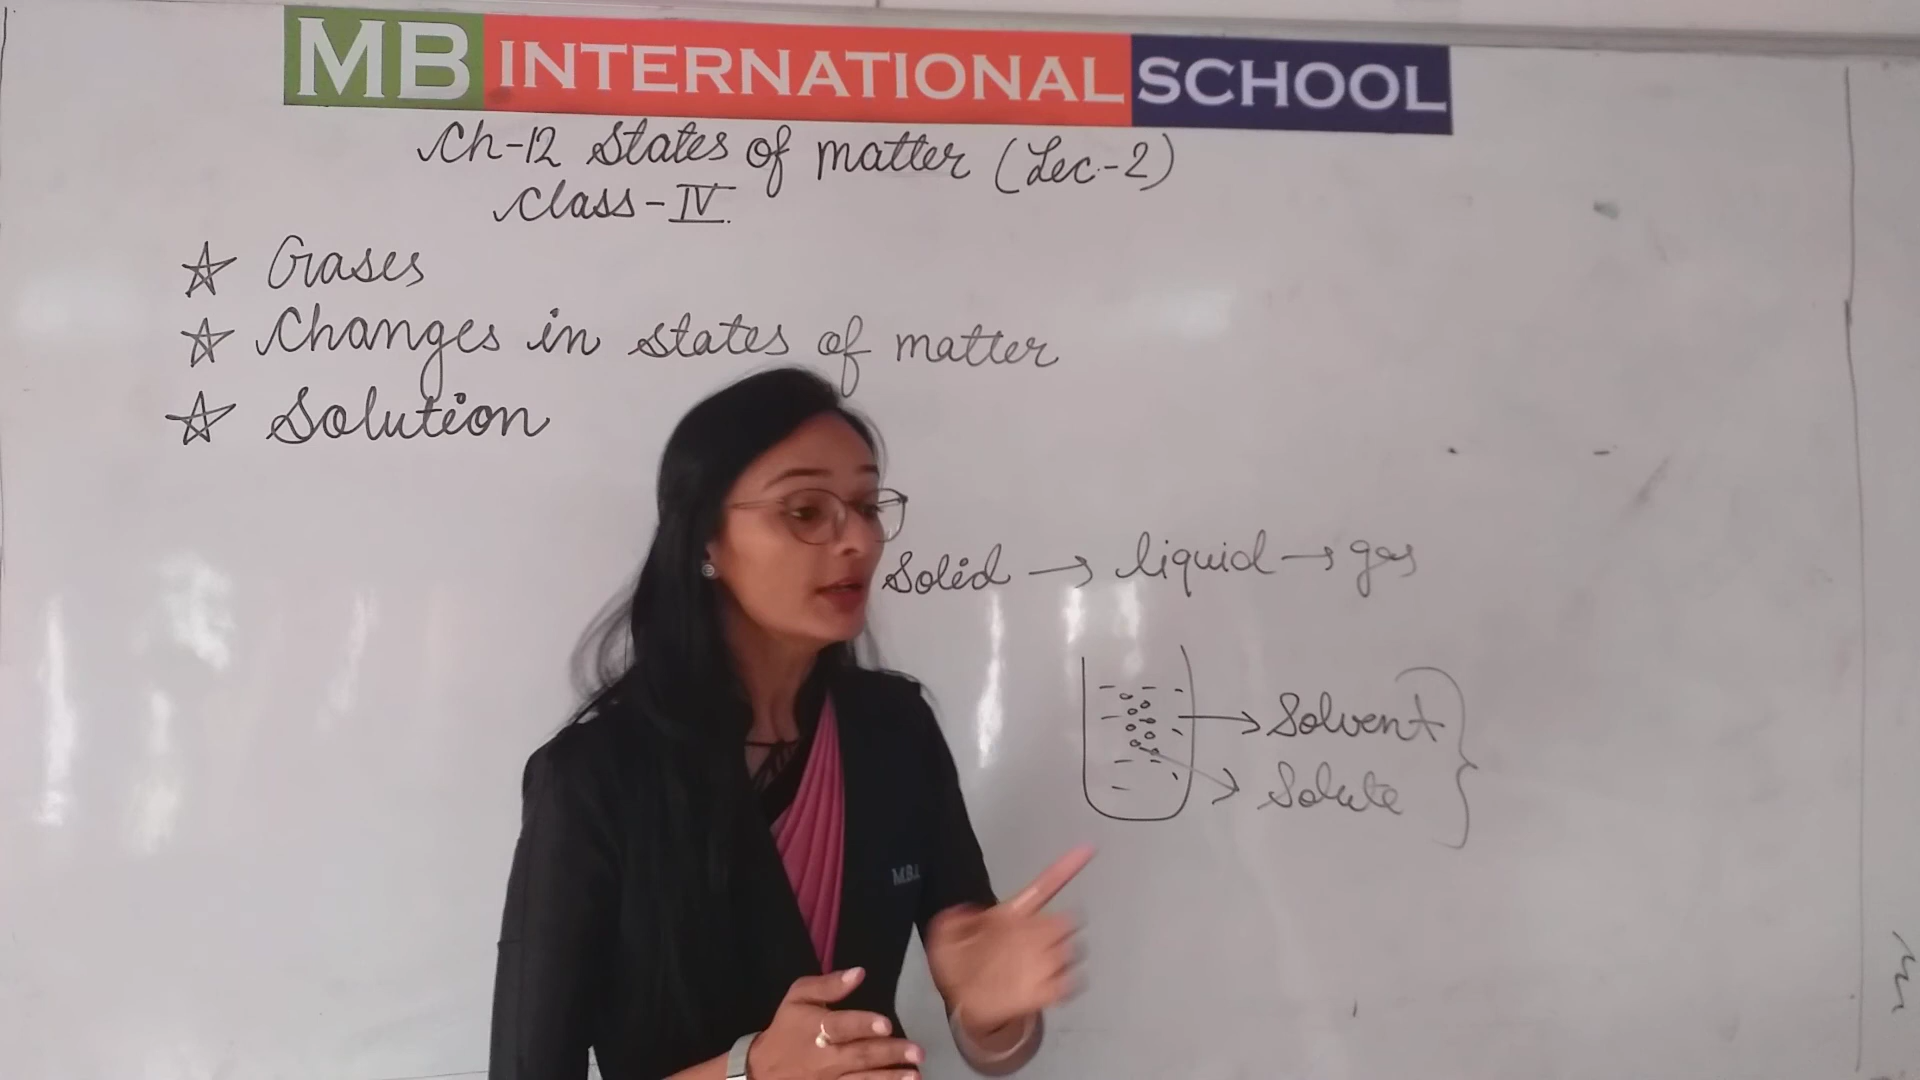 MB INTERNATIONAL SCHOOL
Ch-12 States of matter (Lec-2)
Class-IV
☆ Gases
☆ Changes in states of matter
☆ Solution
Solid → liquid → gas
→ Solvent
→ Solute
M.B.I.